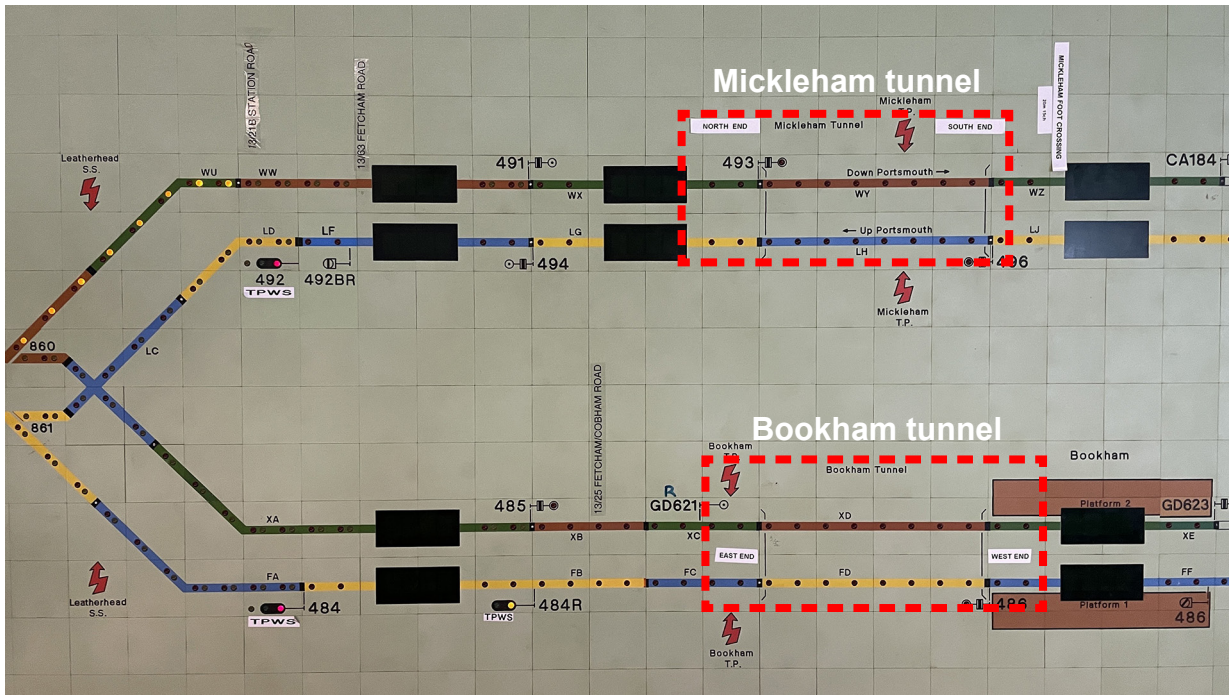 Mickleham tunnel
13/21B STATION ROAD
13/63 FETCHAM ROAD
MICKLEHAM FOOT CROSSING
Mickleham
T.P.
NORTH END
Mickleham Tunnel
SOUTH END
Leatherhead
S.S.
491
493
CA184
WU
WW
WX
Down Portsmouth →
WY
WZ
LD
LF
LG
← Up Portsmouth
LH
LJ
492
TPWS
492BR
494
496
Mickleham
T.P.
860
LC
861
13/25 FETCHAM/COBHAM ROAD
Bookham tunnel
Bookham
T.P.
Bookham Tunnel
Bookham
R
485
GD621
Platform 2
GD623
XA
XB
XC
XD
XE
EAST END
WEST END
FA
FB
FC
FD
FF
Leatherhead
S.S.
484
TPWS
484R
TPWS
486
Platform 1
486
Bookham
T.P.